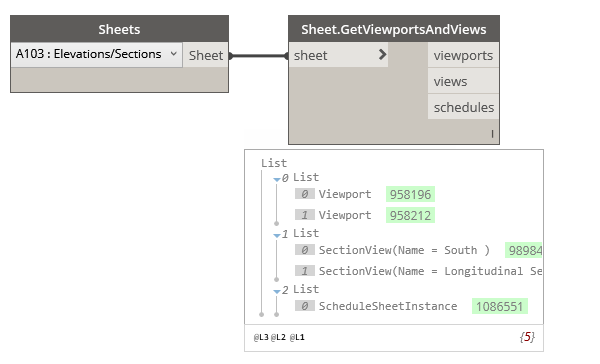 Sheets
A103 : Elevations/Sections
Sheet
Sheet.GetViewportsAndViews
sheet
viewports
views
schedules
List
0 List
0 Viewport 958196
1 Viewport 958212
1 List
0 SectionView(Name = South ) 98984
1 SectionView(Name = Longitudinal Se
2 List
0 ScheduleSheetInstance 1086551
@L3 @L2 @L1 {5}